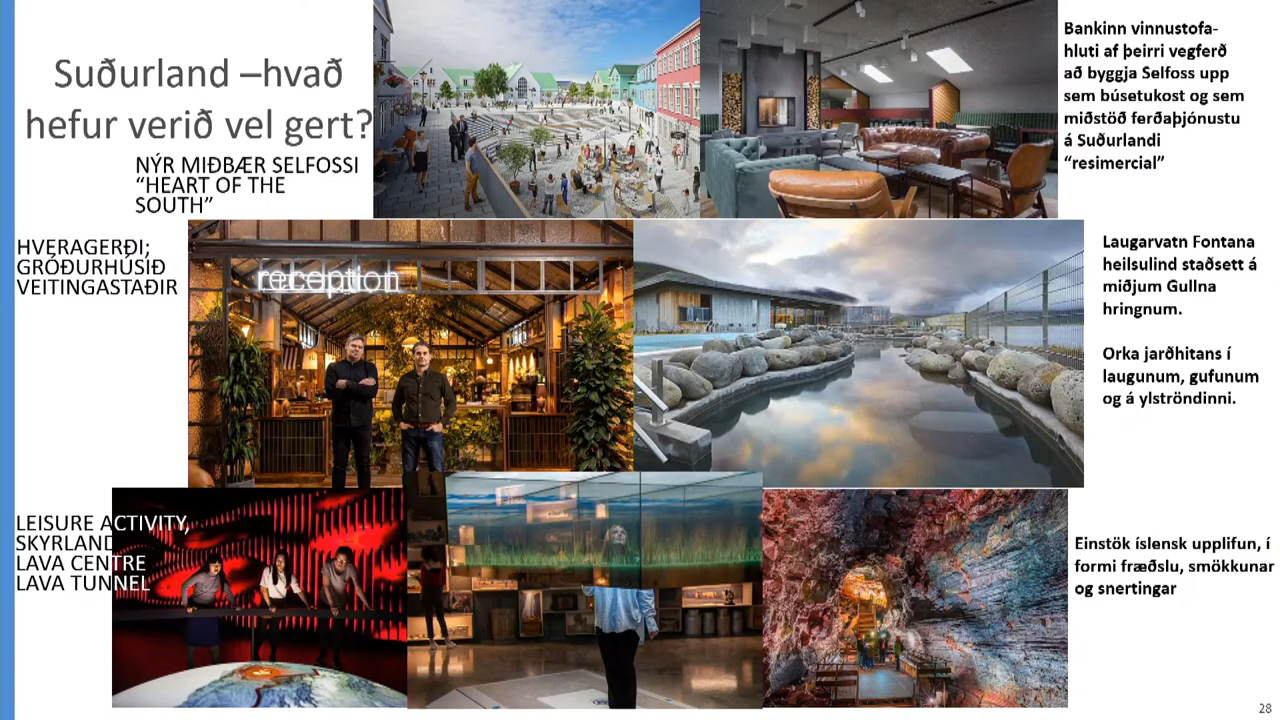 Suðurland –hvað
hefur verið vel gert?
NÝR MIÐBÆR SELFOSSI
“HEART OF THE
SOUTH”
Bankinn vinnustofa-
hluti af þeirri vegferð
að byggja Selfoss upp
sem búsetukost og sem
miðstöð ferðaþjónustu
á Suðurlandi
“resimercial”
HVERAGERÐI;
GRÓÐURHÚSIÐ
VEITINGASTAÐIR
reception
Laugarvatn Fontana
heilsulind staðsett á
miðjum Gullna
hringnum.
Orka jarðhitans í
laugunum, gufunum
og á ylströndinni.
LEISURE ACTIVITY,
SKYRLAND
LAVA CENTRE
LAVA TUNNEL
Einstök íslensk upplifun, í
formi fræðslu, smökkunar
og snertingar
28